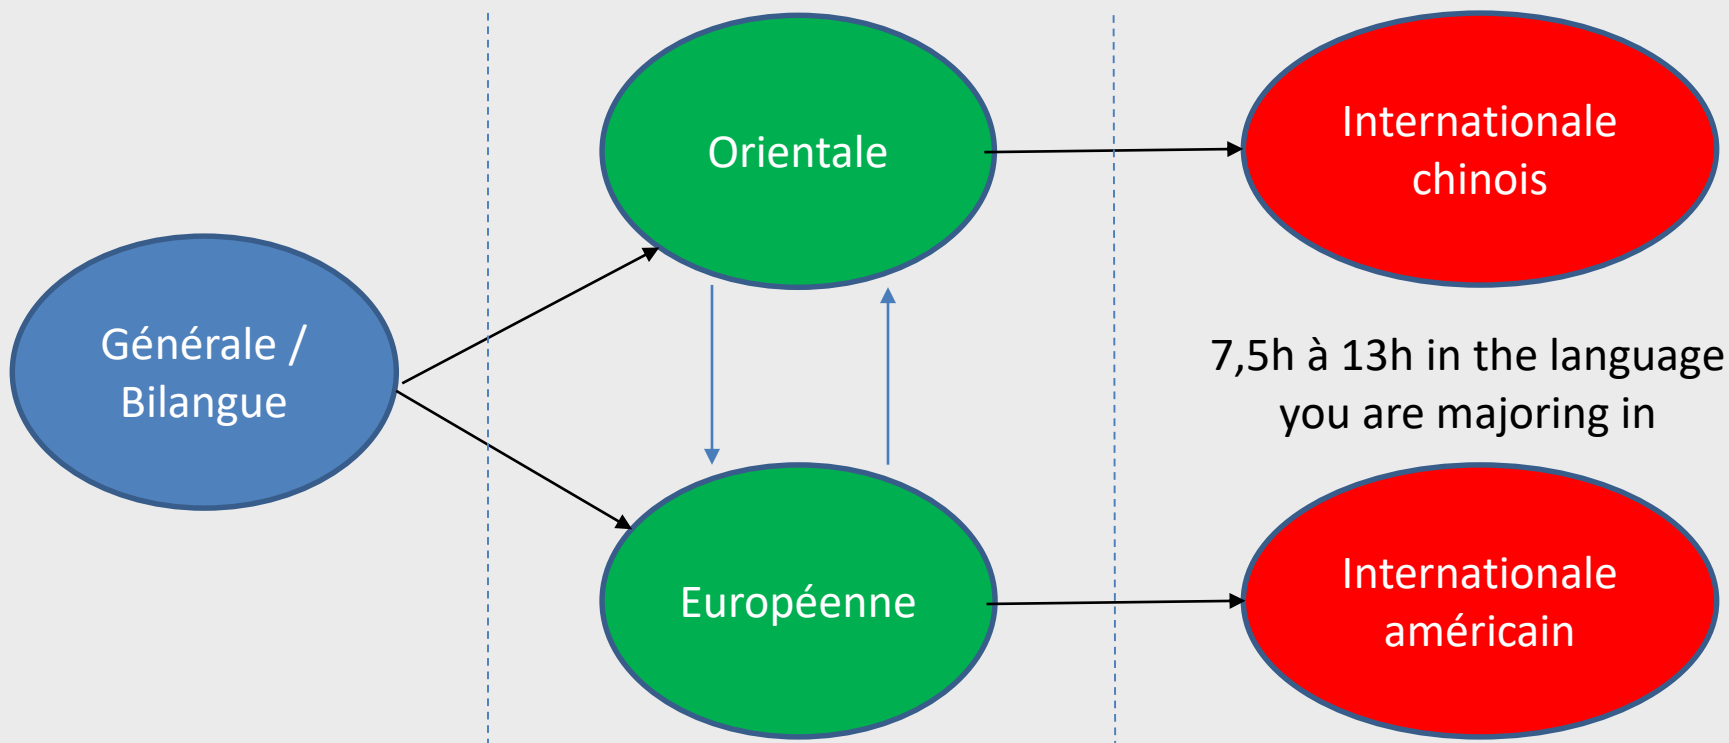 Générale /
Bilangue
Orientale
Européenne
Internationale
chinois
7,5h à 13h in the language
you are majoring in
Internationale
américain